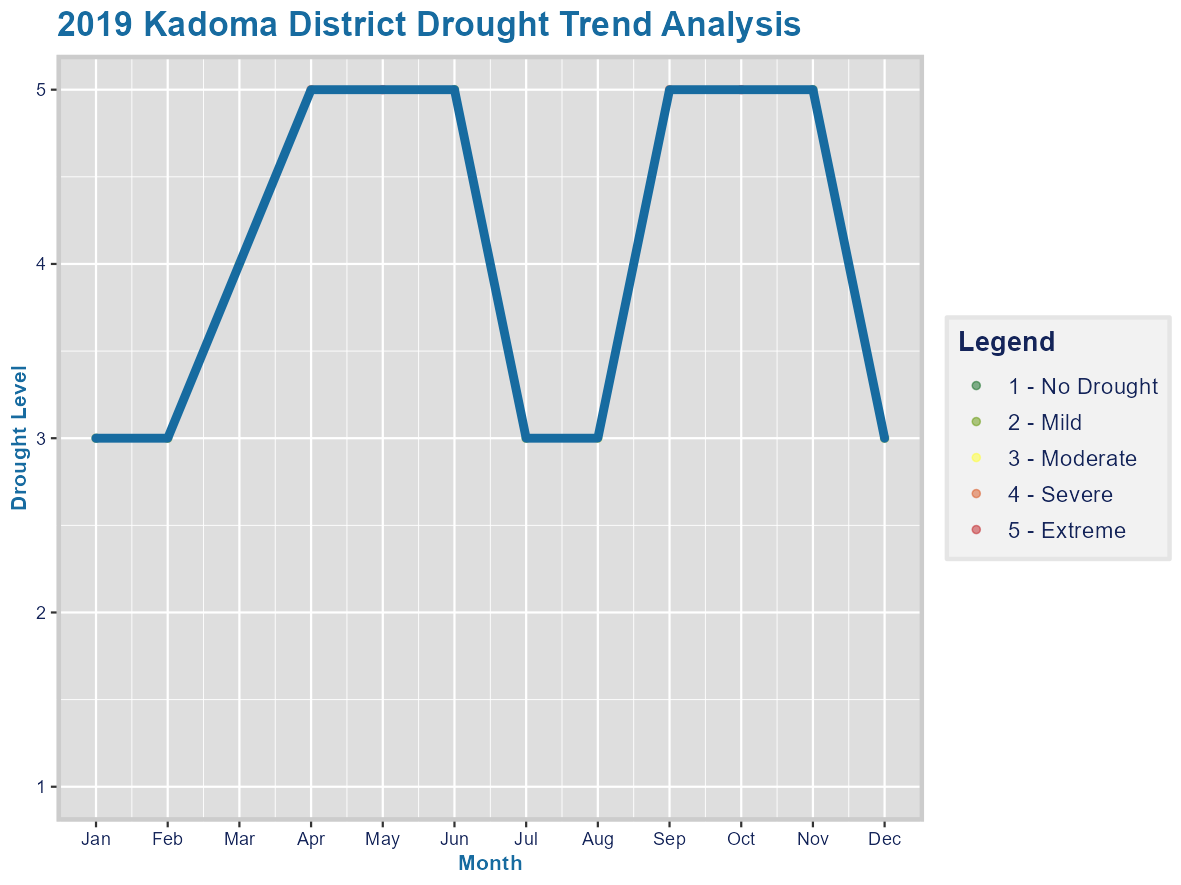 2019 Kadoma District Drought Trend Analysis
5
4
3
2
1
Drought Level
Jan Feb Mar Apr May Jun Jul Aug Sep Oct Nov Dec
Month
Legend
1 - No Drought
2 - Mild
3 - Moderate
4 - Severe
5 - Extreme